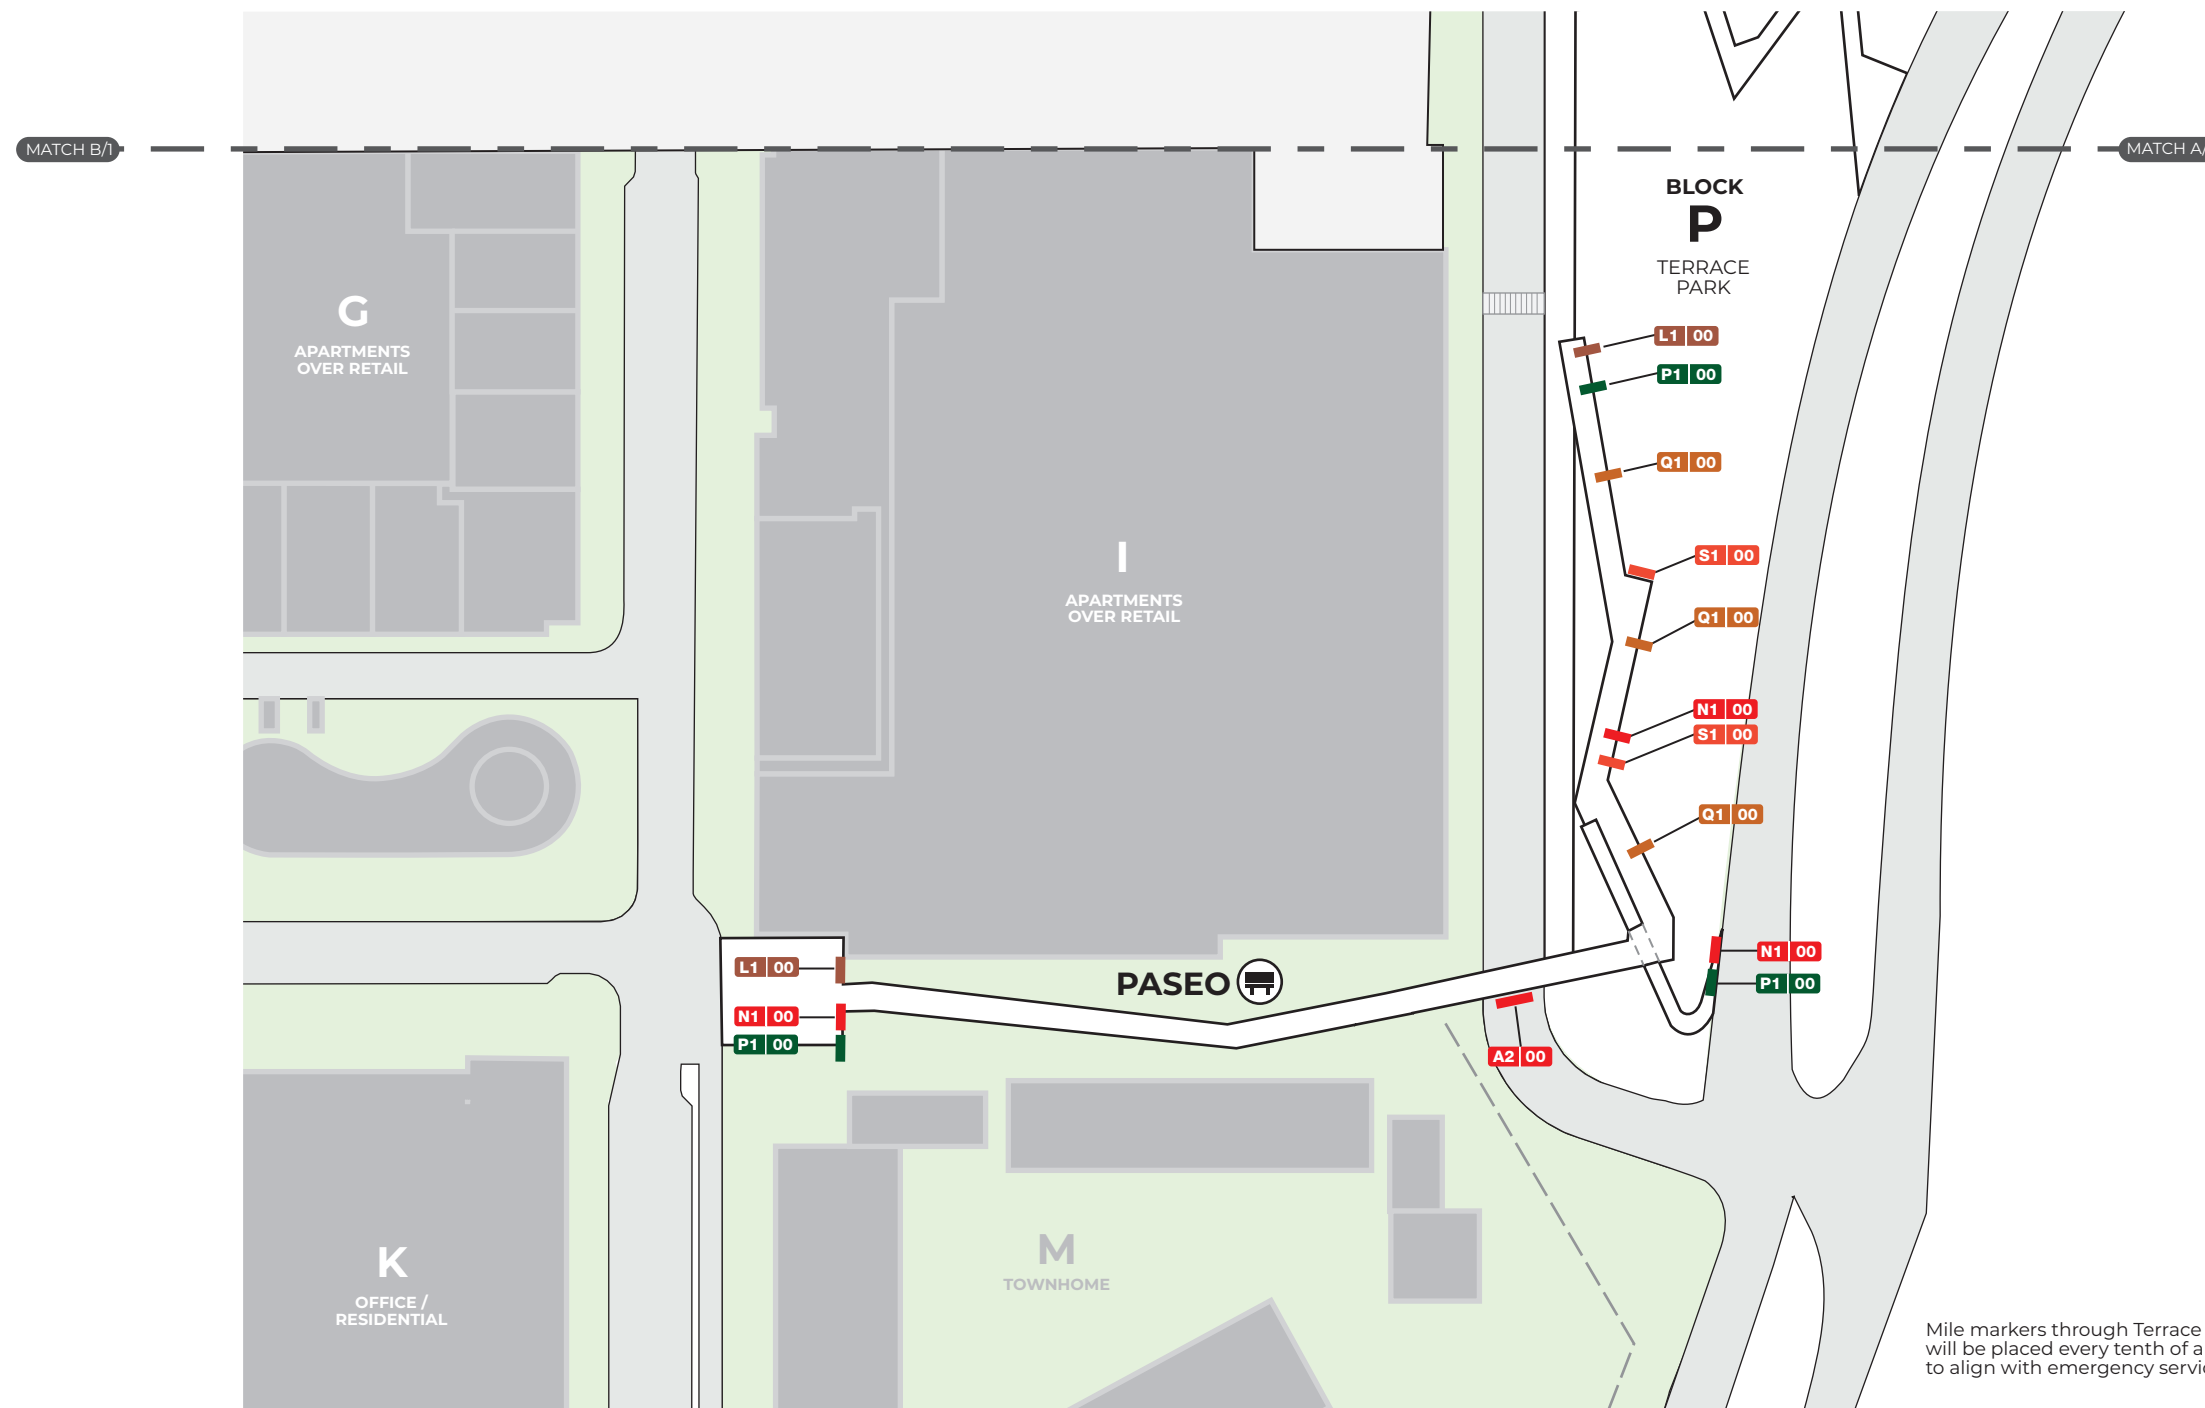 MATCH B/1
MATCH A/
BLOCK
P
TERRACE
PARK
G
APARTMENTS
OVER RETAIL
L1 00
P1 00
Q1 00
I
APARTMENTS
OVER RETAIL
S1 00
Q1 00
N1 00
S1 00
Q1 00
L1 00
N1 00
P1 00
PASEO
N1 00
P1 00
A2 00
K
OFFICE /
RESIDENTIAL
M
TOWNHOME
Mile markers through Terrace
will be placed every tenth of a
to align with emergency servi